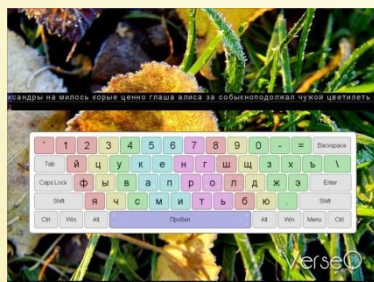 ксандры на милось корые ценно глаша алиса за собыкноподолжал чужой цветилеть
` 1 2 3 4 5 6 7 8 9 0 - = Backspace
Tab й ц у к е н г ш щ з х ъ \
Caps Lock ф ы в а п р о л д ж э Enter
Shift я ч с м и т ь б ю . Shift
Ctrl Win Alt Пробел Alt Win Menu Ctrl
VerseQ